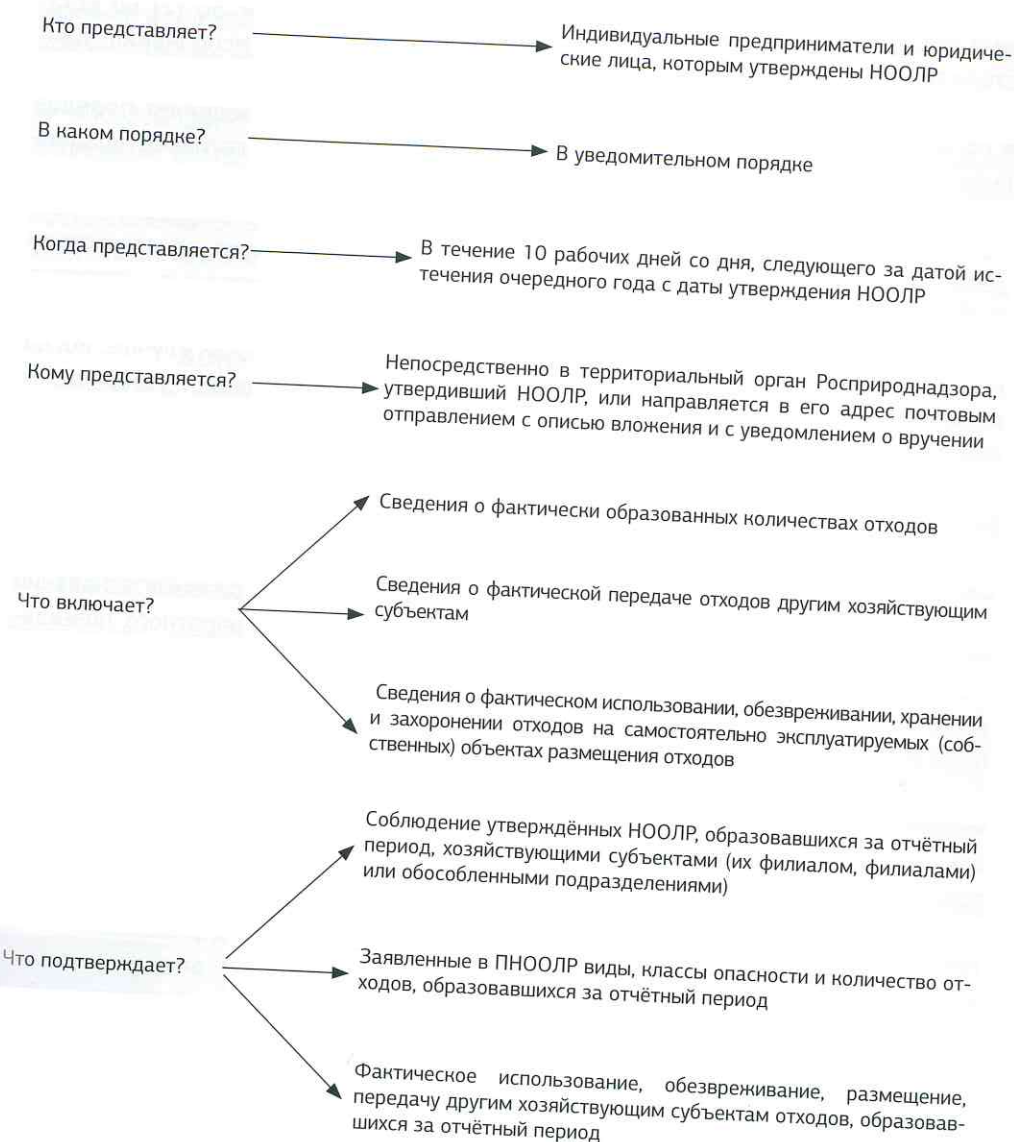 Кто представляет?
Индивидуальные предприниматели и юридиче-
ские лица, которым утверждены НООЛР
В каком порядке?
В уведомительном порядке
Когда представляется?
В течение 10 рабочих дней со дня, следующего за датой ис-
течения очередного года с даты утверждения НООЛР
Кому представляется?
Непосредственно в территориальный орган Росприроднадзора,
утвердивший НООЛР, или направляется в его адрес почтовым
отправлением с описью вложения и с уведомлением о вручении
Что включает?
Сведения о фактически образованных количествах отходов
Сведения о фактической передаче отходов другим хозяйствующим
субъектам
Сведения о фактическом использовании, обезвреживании, хранении
и захоронении отходов на самостоятельно эксплуатируемых (соб-
ственных) объектах размещения отходов
Что подтверждает?
Соблюдение утверждённых НООЛР, образовавшихся за отчётный
период, хозяйствующими субъектами (их филиалом, филиалами)
или обособленными подразделениями)
Заявленные в ПНООЛР виды, классы опасности и количество от-
ходов, образовавшихся за отчётный период
Фактическое использование, обезвреживание, размещение,
передачу другим хозяйствующим субъектам отходов, образовав-
шихся за отчётный период